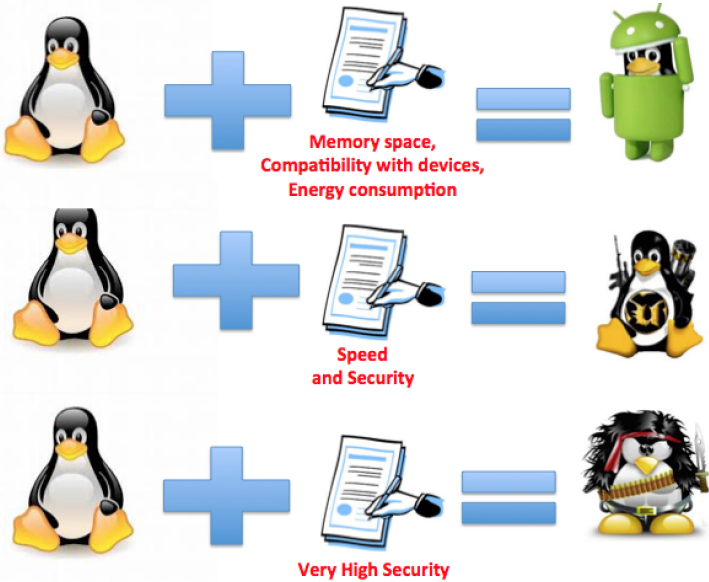 Memory space,
Compatibility with devices,
Energy consumption
Speed
and Security
Very High Security